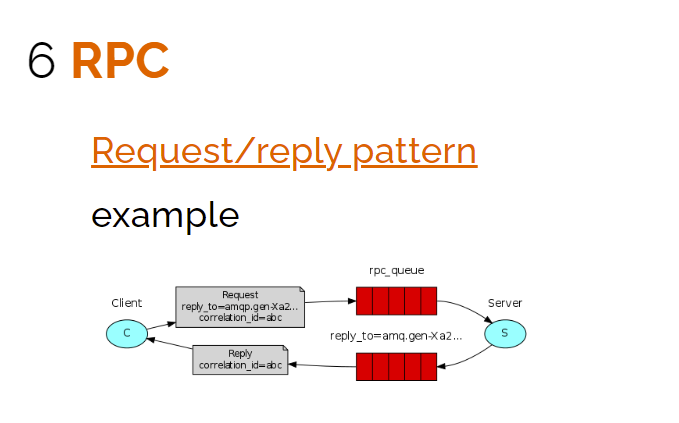 6 RPC
Request/reply pattern
example
rpc_queue
Client
Request
reply_to=amqp.gen-Xa2...
correlation_id=abc
Server
C
S
reply_to=amq.gen-Xa2...
Reply
correlation_id=abc